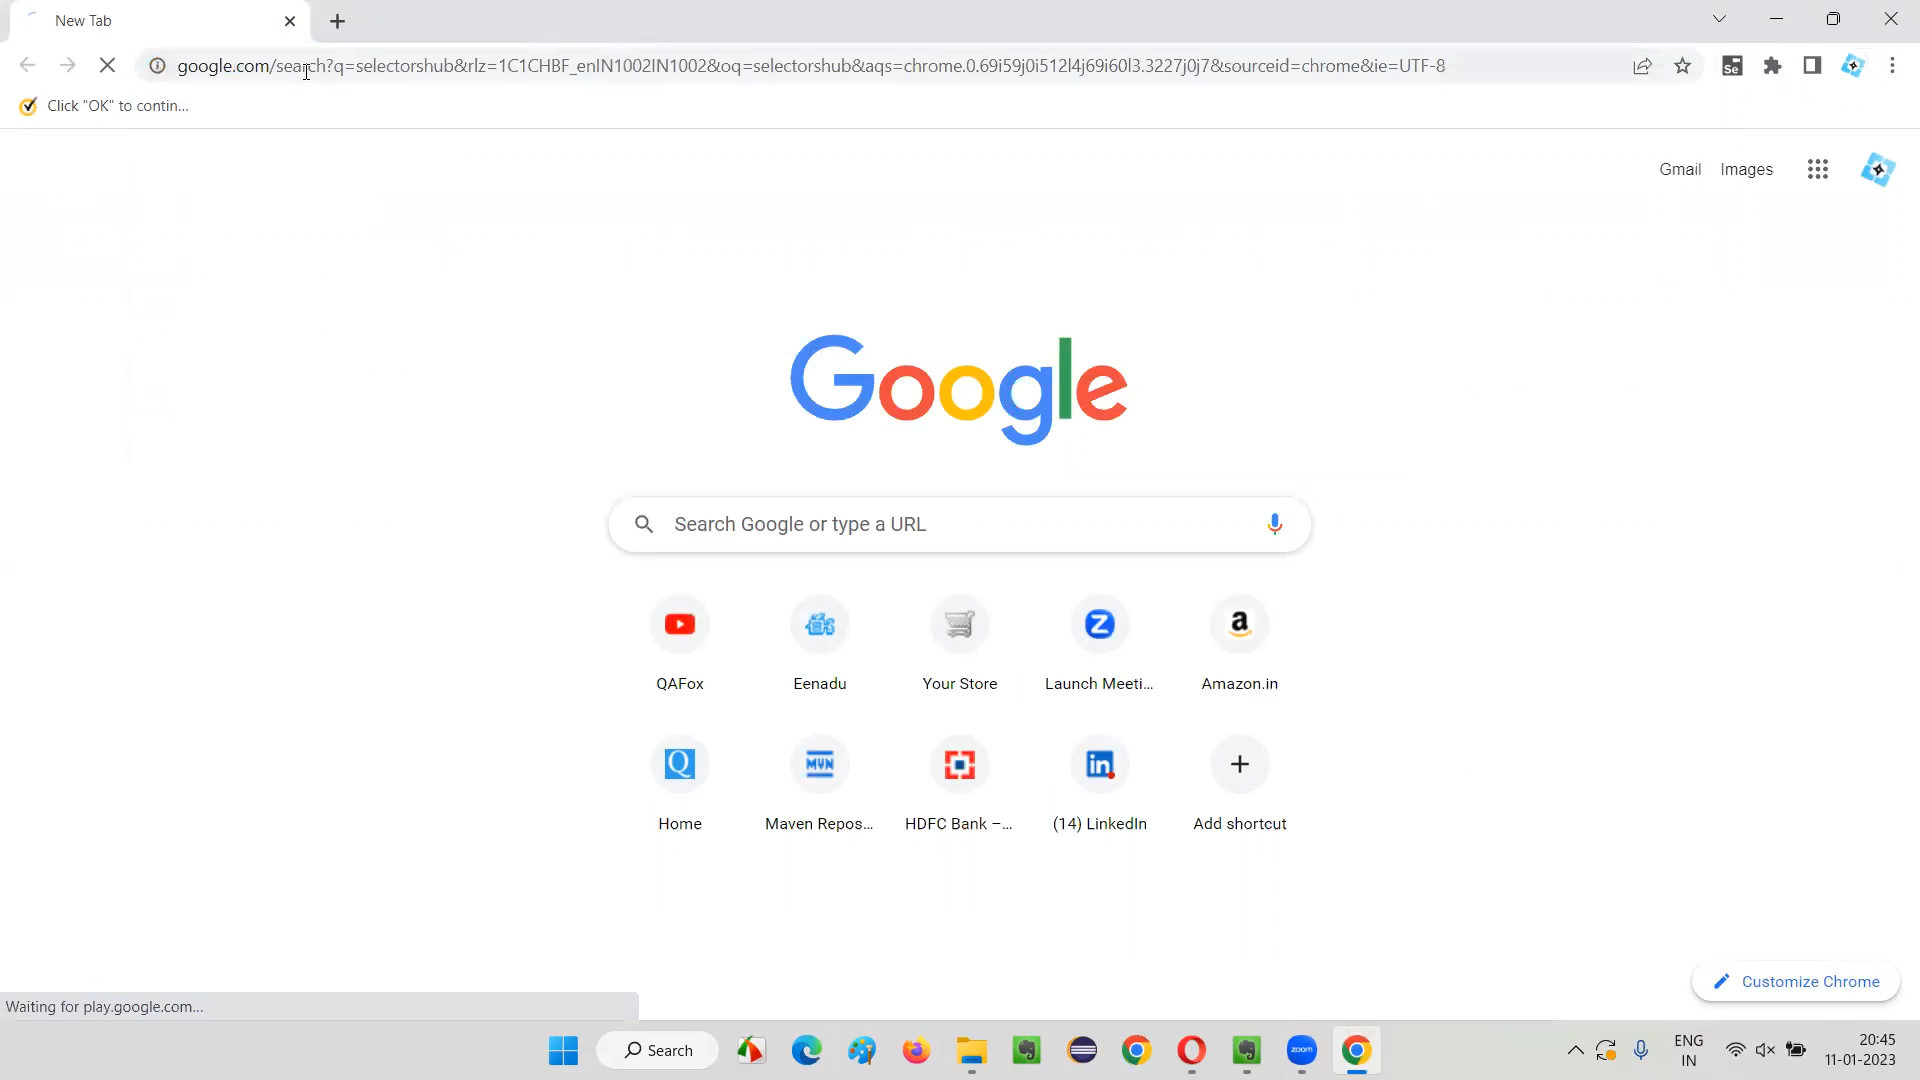 New Tab
google.com/search?q=selectorshub&rlz=1C1CHBF_enIN1002IN1002&oq=selectorshub&aqs=chrome.0.69i59j0i512l4j69i60l3.3227j0j7&sourceid=chrome&ie=UTF-8
Se
Click "OK" to contin...
Gmail Images
Google
Search Google or type a URL
QAFox
Eenadu
Your Store
Launch Meeti...
Amazon.in
Home
Maven Repos...
HDFC Bank –...
(14) LinkedIn
Add shortcut
Customize Chrome
Waiting for play.google.com...
Search
zoom
ENG
IN
20:45
11-01-2023